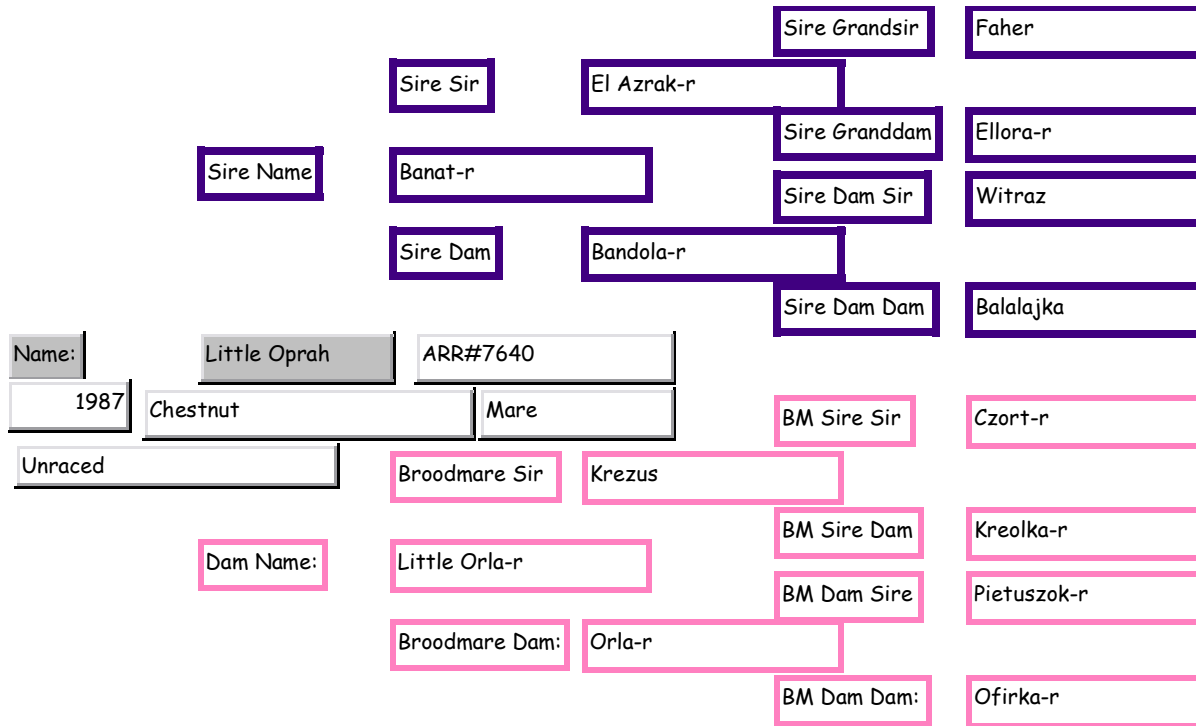 Sire Grandsir Faher
Sire Sir El Azrak-r
Sire Granddam Ellora-r
Sire Name Banat-r
Sire Dam Sir Witraz
Sire Dam Bandola-r
Sire Dam Dam Balalajka
Name: Little Oprah ARR#7640
1987 Chestnut Mare
BM Sire Sir Czort-r
Unraced
Broodmare Sir Krezus
BM Sire Dam Kreolka-r
Dam Name: Little Orla-r
BM Dam Sire Pietuszok-r
Broodmare Dam: Orla-r
BM Dam Dam: Ofirka-r